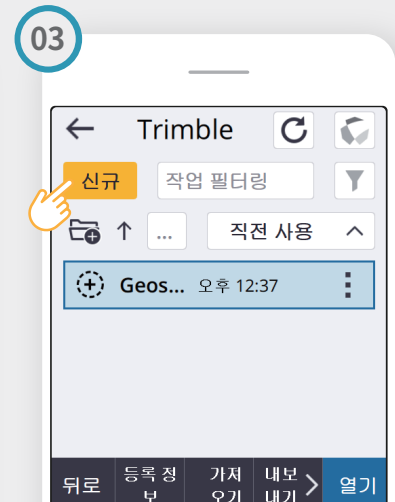 03
Trimble
신규 작업 필터링
... 직전 사용
Geos... 오후 12:37
뒤로 등록 정보 가져오기 내보내기 열기